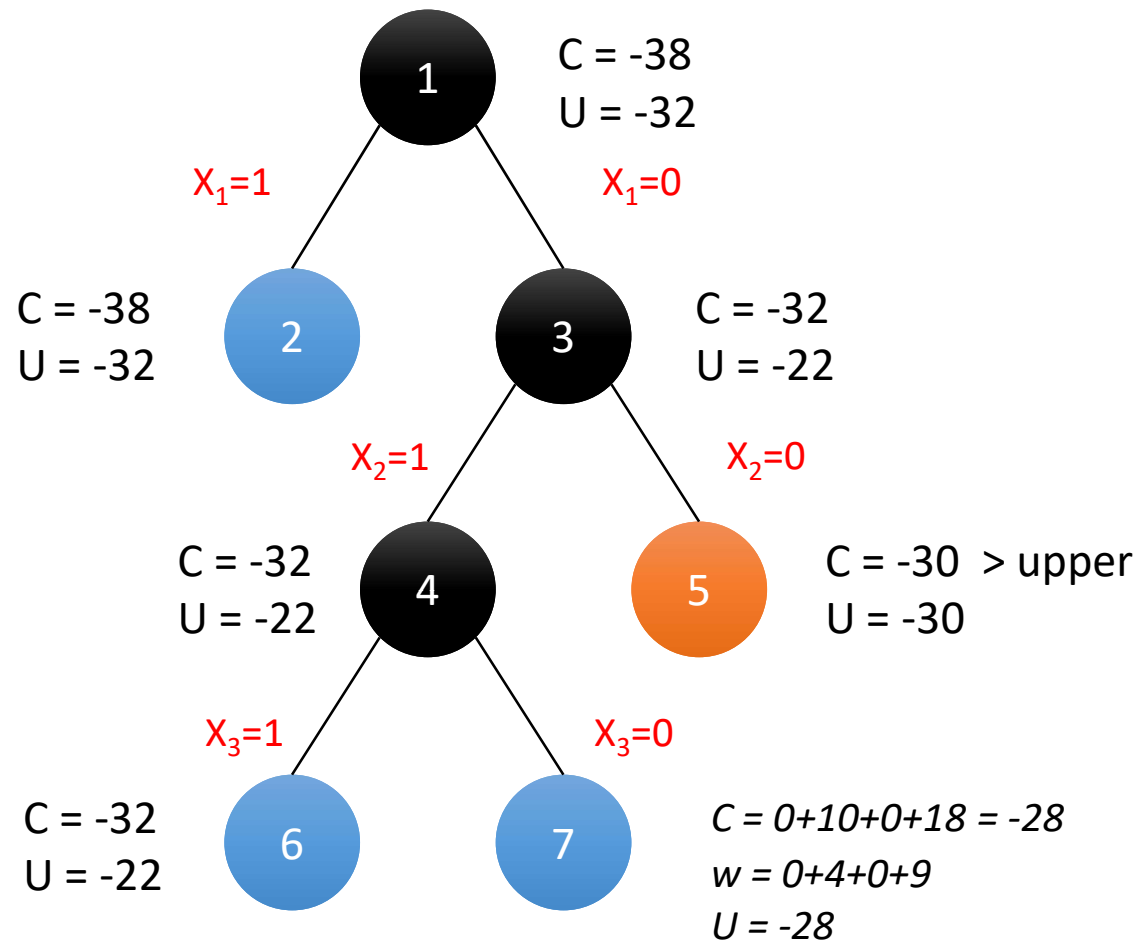 1
C = -38
U = -32
X₁=1
X₁=0
C = -38
U = -32
2
3
C = -32
U = -22
X₂=1
X₂=0
C = -32
U = -22
4
5
C = -30 > upper
U = -30
X₃=1
X₃=0
C = -32
U = -22
6
7
C = 0+10+0+18 = -28
w = 0+4+0+9
U = -28